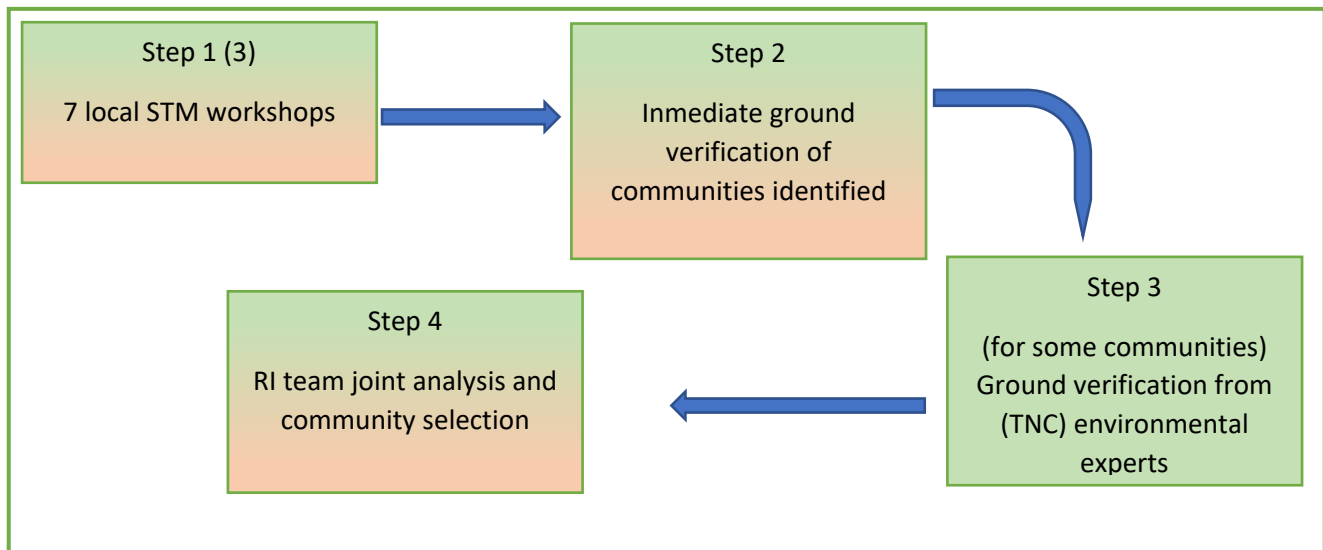 Step 1 (3)
7 local STM workshops
Step 2
Inmediate ground
verification of
communities identified
Step 3
(for some communities)
Ground verification from
(TNC) environmental
experts
Step 4
RI team joint analysis and
community selection